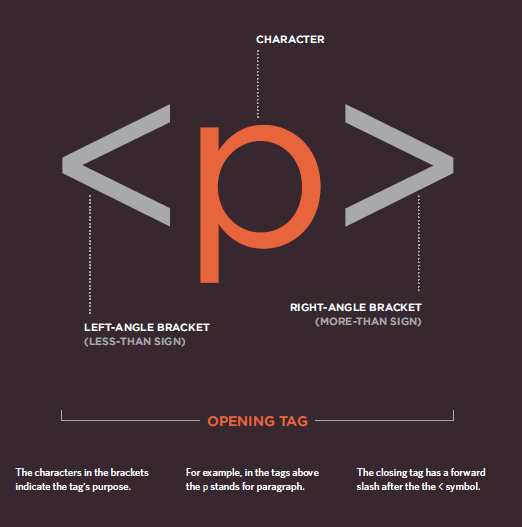 CHARACTER
<p>
LEFT-ANGLE BRACKET
(LESS-THAN SIGN)
RIGHT-ANGLE BRACKET
(MORE-THAN SIGN)
OPENING TAG
The characters in the brackets
indicate the tag's purpose.
For example, in the tags above
the p stands for paragraph.
The closing tag has a forward
slash after the the < symbol.